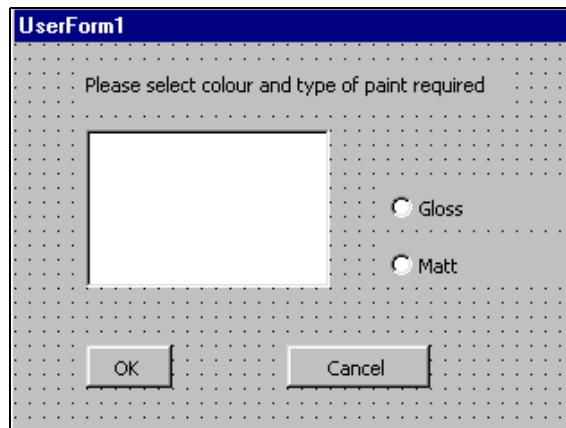 UserForm1
Please select colour and type of paint required
Gloss
Matt
OK
Cancel